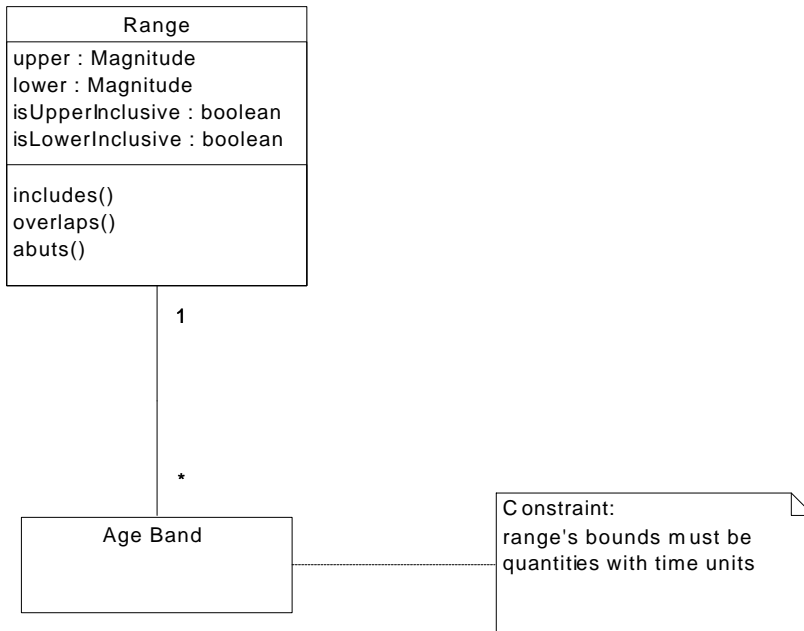 Range
upper : Magnitude
lower : Magnitude
isUpperInclusive : boolean
isLowerInclusive : boolean
includes()
overlaps()
abuts()
1
*
Age Band
Constraint:
range's bounds must be
quantities with time units